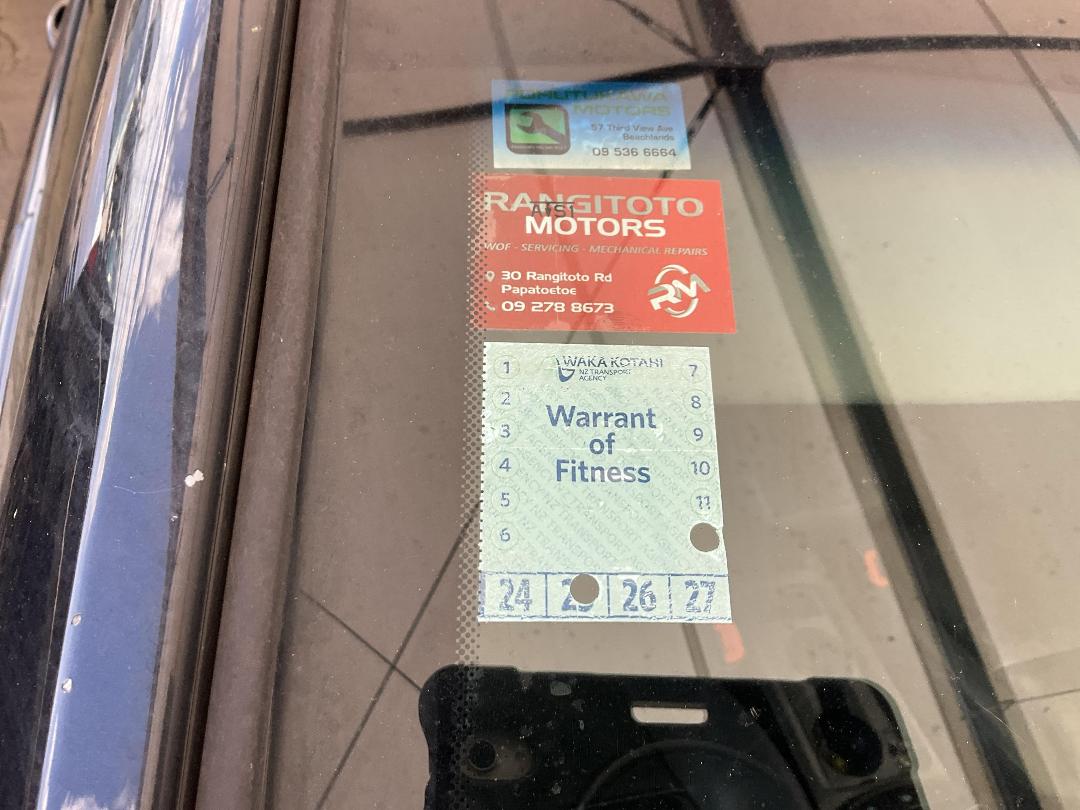 POHUTUKAWA
MOTORS
57 Third View Ave
Beachlands
09 536 6664
RANGITOTO
MOTORS
WOF - SERVICING - MECHANICAL REPAIRS
30 Rangitoto Rd
Papatoetoe
09 278 8673
RM
WAKA KOTAHI
NZ TRANSPORT
AGENCY
Warrant
of
Fitness
1
2
3
4
5
6
7
8
9
10
11
24 26 27